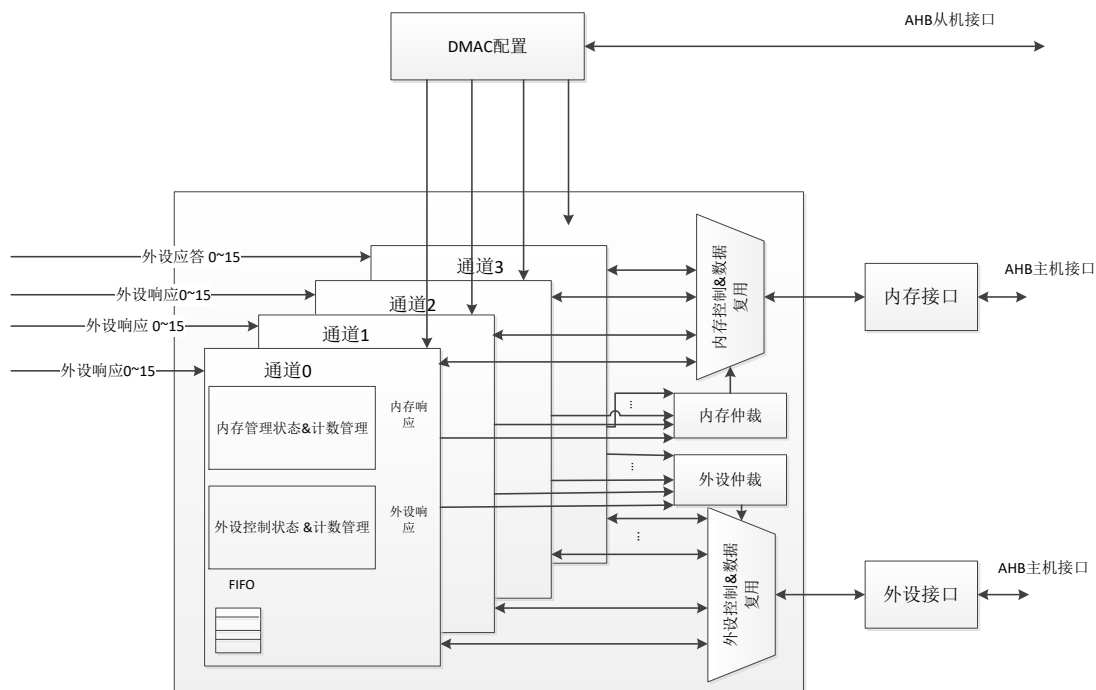 AHB从机接口
DMAC配置
外设应答 0~15
通道3
外设响应0~15
通道2
外设响应 0~15
通道1
外设响应0~15
通道0
内存控制&数据
复用
内存接口
AHB主机接口
内存管理状态&计数管理
内存响
应
...
内存仲裁
...
外设仲裁
外设控制状态 &计数管理
外设响
应
...
外设控制&数据
复用
外设接口
AHB主机接口
FIFO